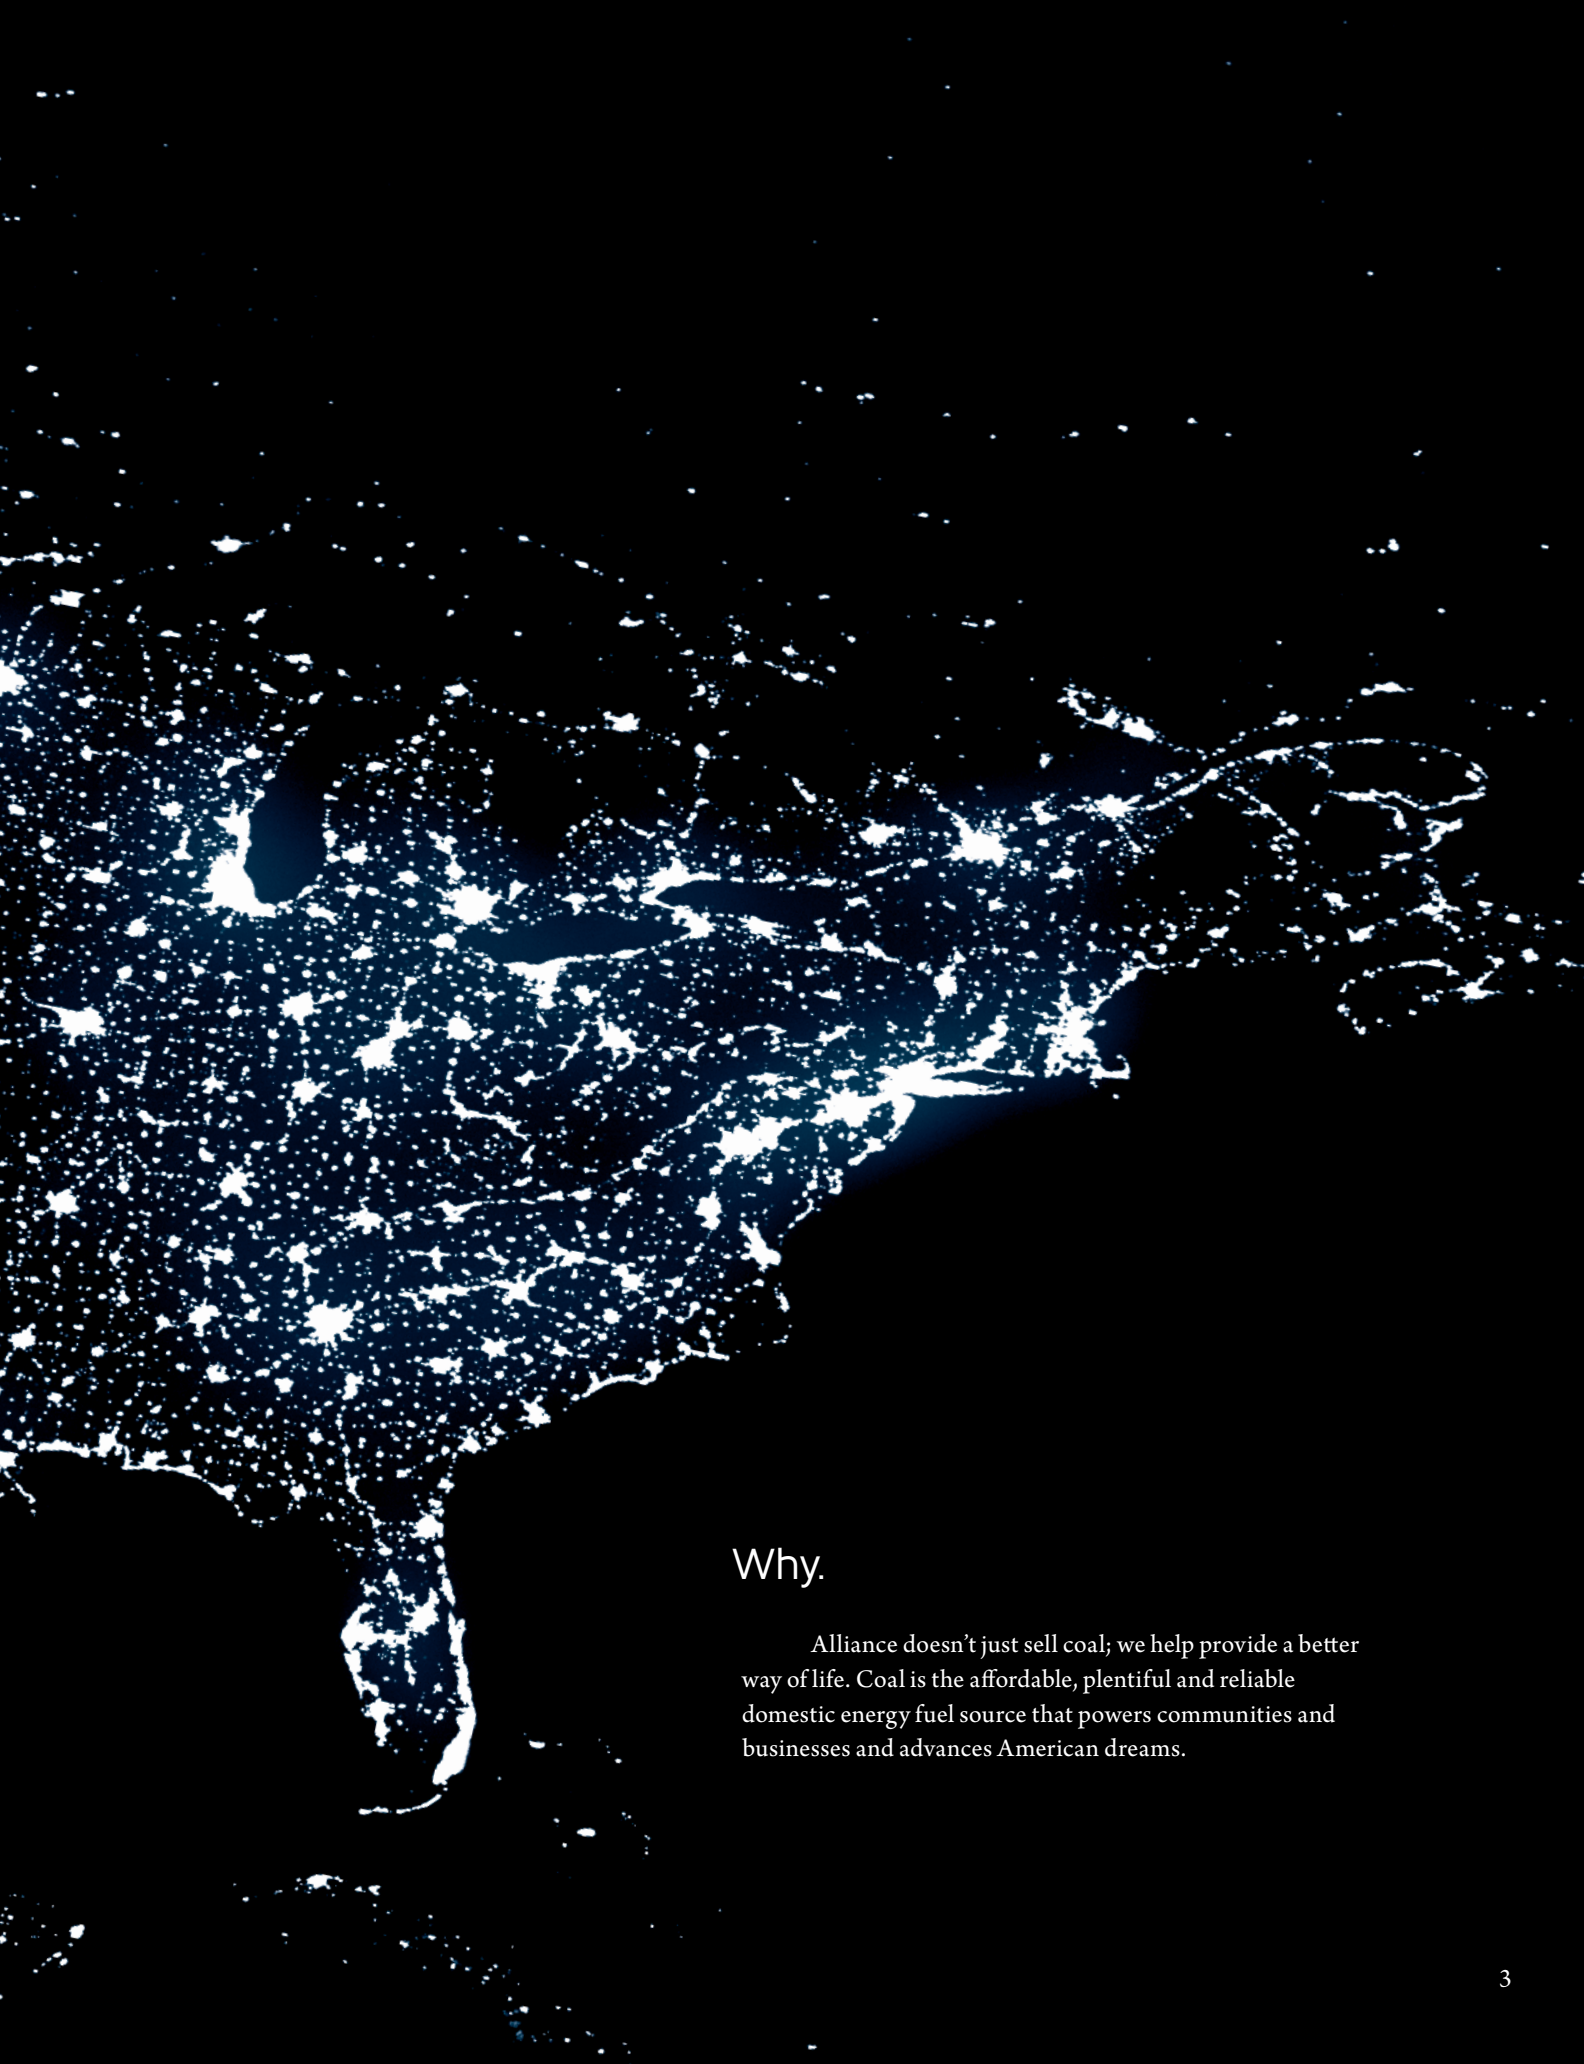 Why.
Alliance doesn’t just sell coal; we help provide a better
way of life. Coal is the affordable, plentiful and reliable
domestic energy fuel source that powers communities and
businesses and advances American dreams.
3